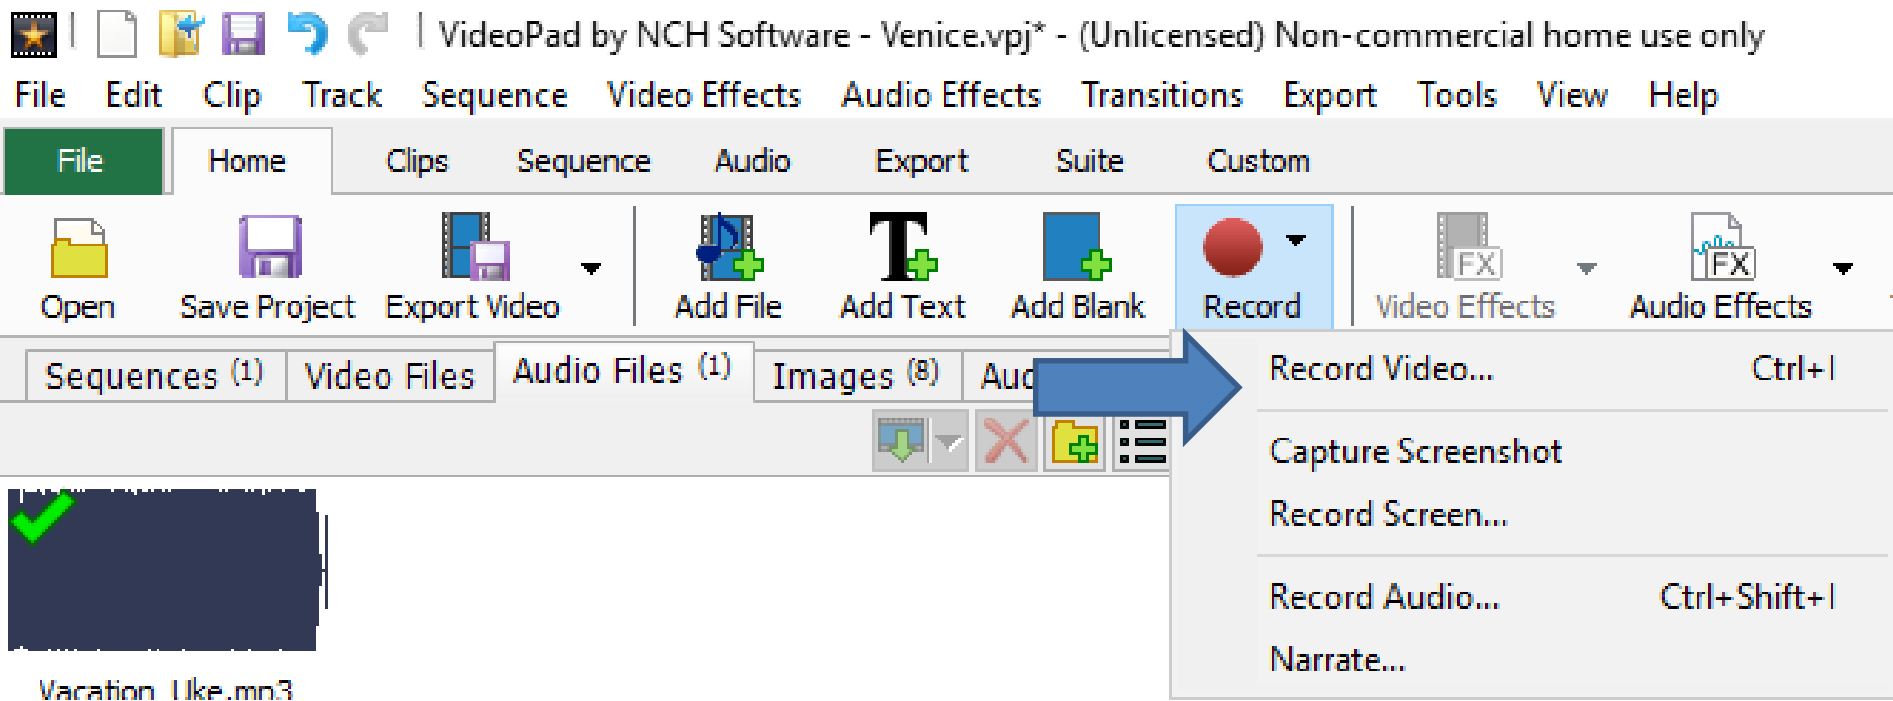 VideoPad by NCH Software - Venice.vpj* - (Unlicensed) Non-commercial home use only
File Edit Clip Track Sequence Video Effects Audio Effects Transitions Export Tools View Help
File Home Clips Sequence Audio Export Suite Custom
Open Save Project Export Video Add File Add Text Add Blank Record Video Effects Audio Effects
FX FX
Sequences (1) Video Files Audio Files (1) Images (8)
Record Video... Ctrl+I
Capture Screenshot
Record Screen...
Record Audio... Ctrl+Shift+I
Narrate...
Vacation_Uke.mp3